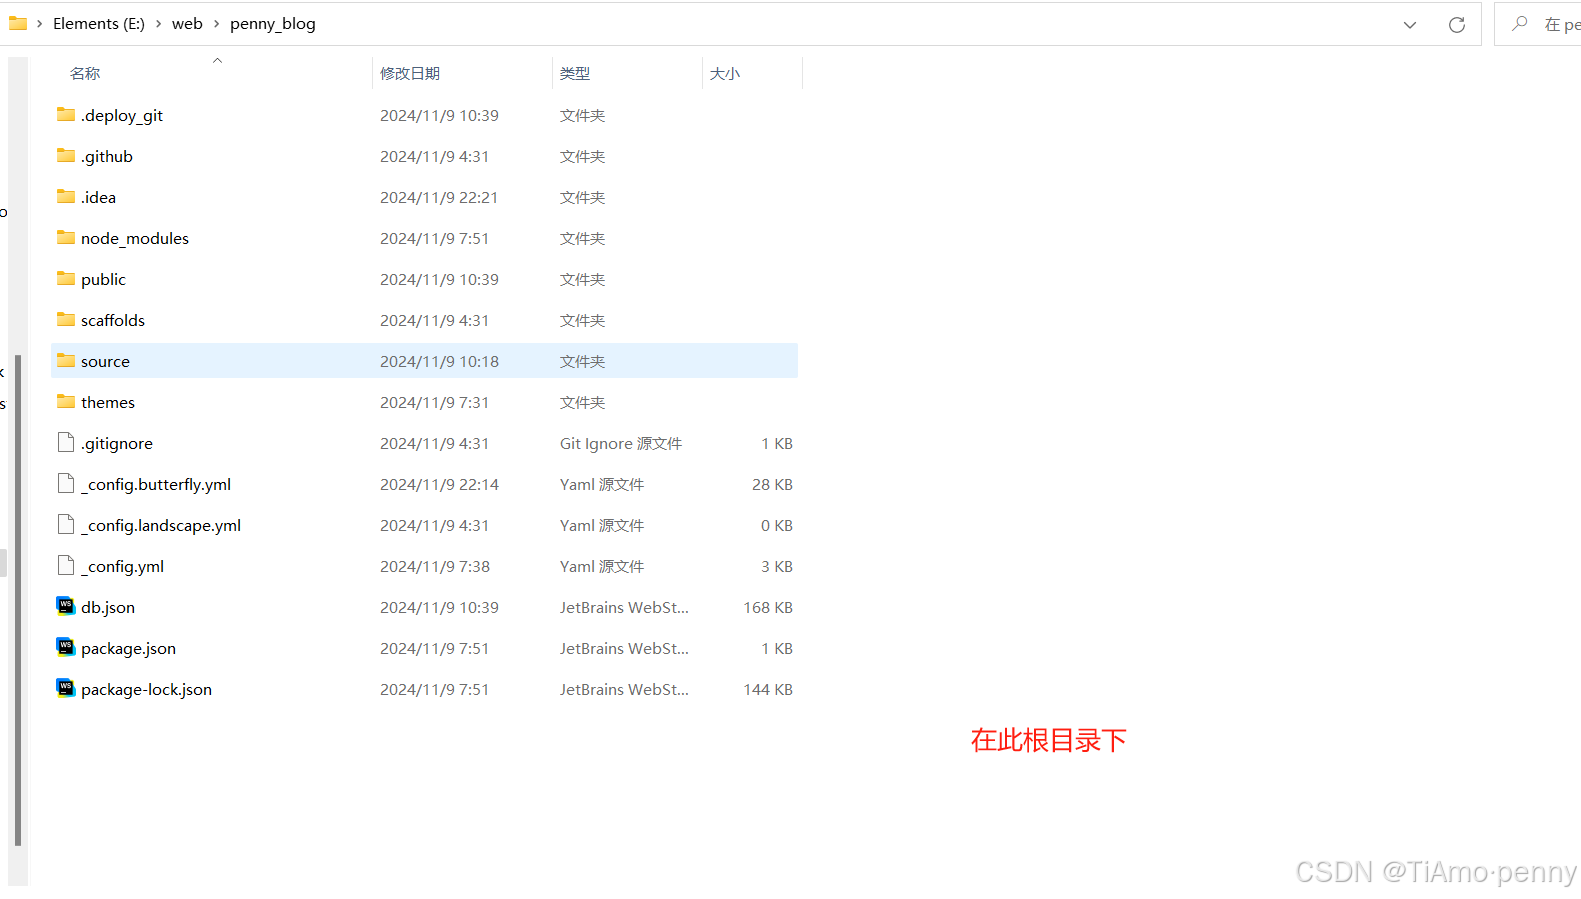 Elements (E:) > web > penny_blog
在 pe
名称 修改日期 类型 大小
.deploy_git 2024/11/9 10:39 文件夹
.github 2024/11/9 4:31 文件夹
.idea 2024/11/9 22:21 文件夹
node_modules 2024/11/9 7:51 文件夹
public 2024/11/9 10:39 文件夹
scaffolds 2024/11/9 4:31 文件夹
source 2024/11/9 10:18 文件夹
themes 2024/11/9 7:31 文件夹
.gitignore 2024/11/9 4:31 Git Ignore 源文件 1 KB
_config.butterfly.yml 2024/11/9 22:14 Yaml 源文件 28 KB
_config.landscape.yml 2024/11/9 4:31 Yaml 源文件 0 KB
_config.yml 2024/11/9 7:38 Yaml 源文件 3 KB
db.json 2024/11/9 10:39 JetBrains WebSt... 168 KB
package.json 2024/11/9 7:51 JetBrains WebSt... 1 KB
package-lock.json 2024/11/9 7:51 JetBrains WebSt... 144 KB
在此根目录下
CSDN @TiAmo·penny